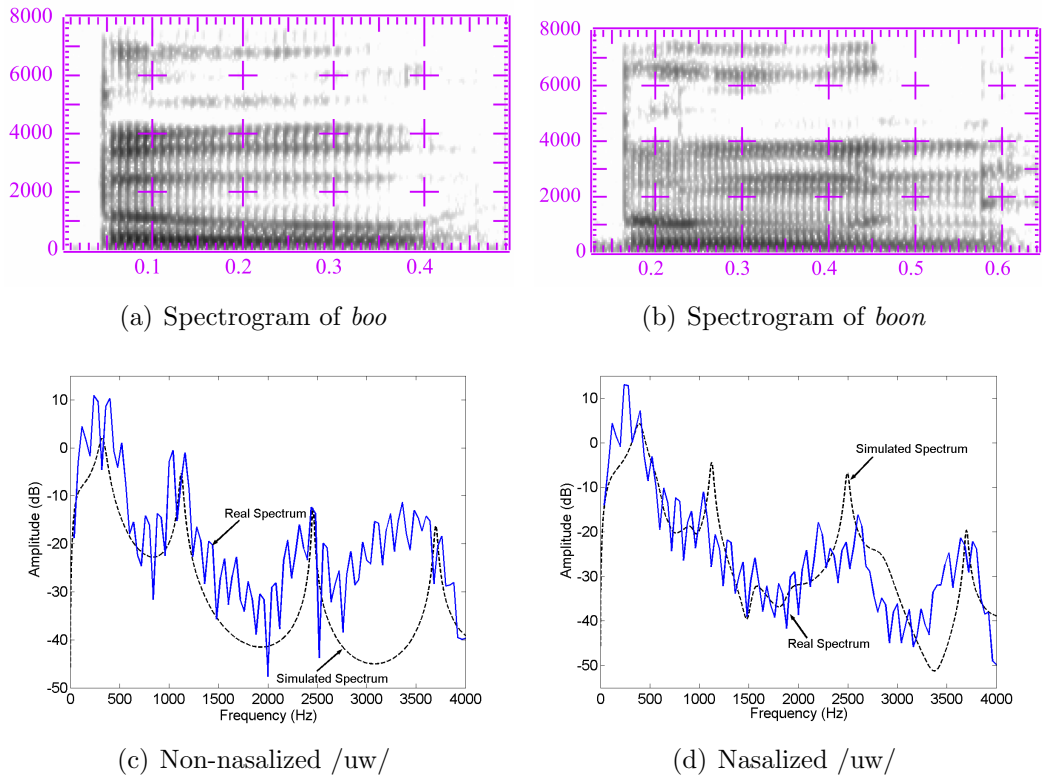 8000
6000
4000
2000
0
0.1 0.2 0.3 0.4
(a) Spectrogram of boo
8000
6000
4000
2000
0
0.2 0.3 0.4 0.5 0.6
(b) Spectrogram of boon
10
0
-10
-20
-30
-40
-50
Amplitude (dB)
Real Spectrum
Simulated Spectrum
0 500 1000 1500 2000 2500 3000 3500 4000
Frequency (Hz)
(c) Non-nasalized /uw/
10
0
-10
-20
-30
-40
-50
Amplitude (dB)
Simulated Spectrum
Real Spectrum
0 500 1000 1500 2000 2500 3000 3500 4000
Frequency (Hz)
(d) Nasalized /uw/